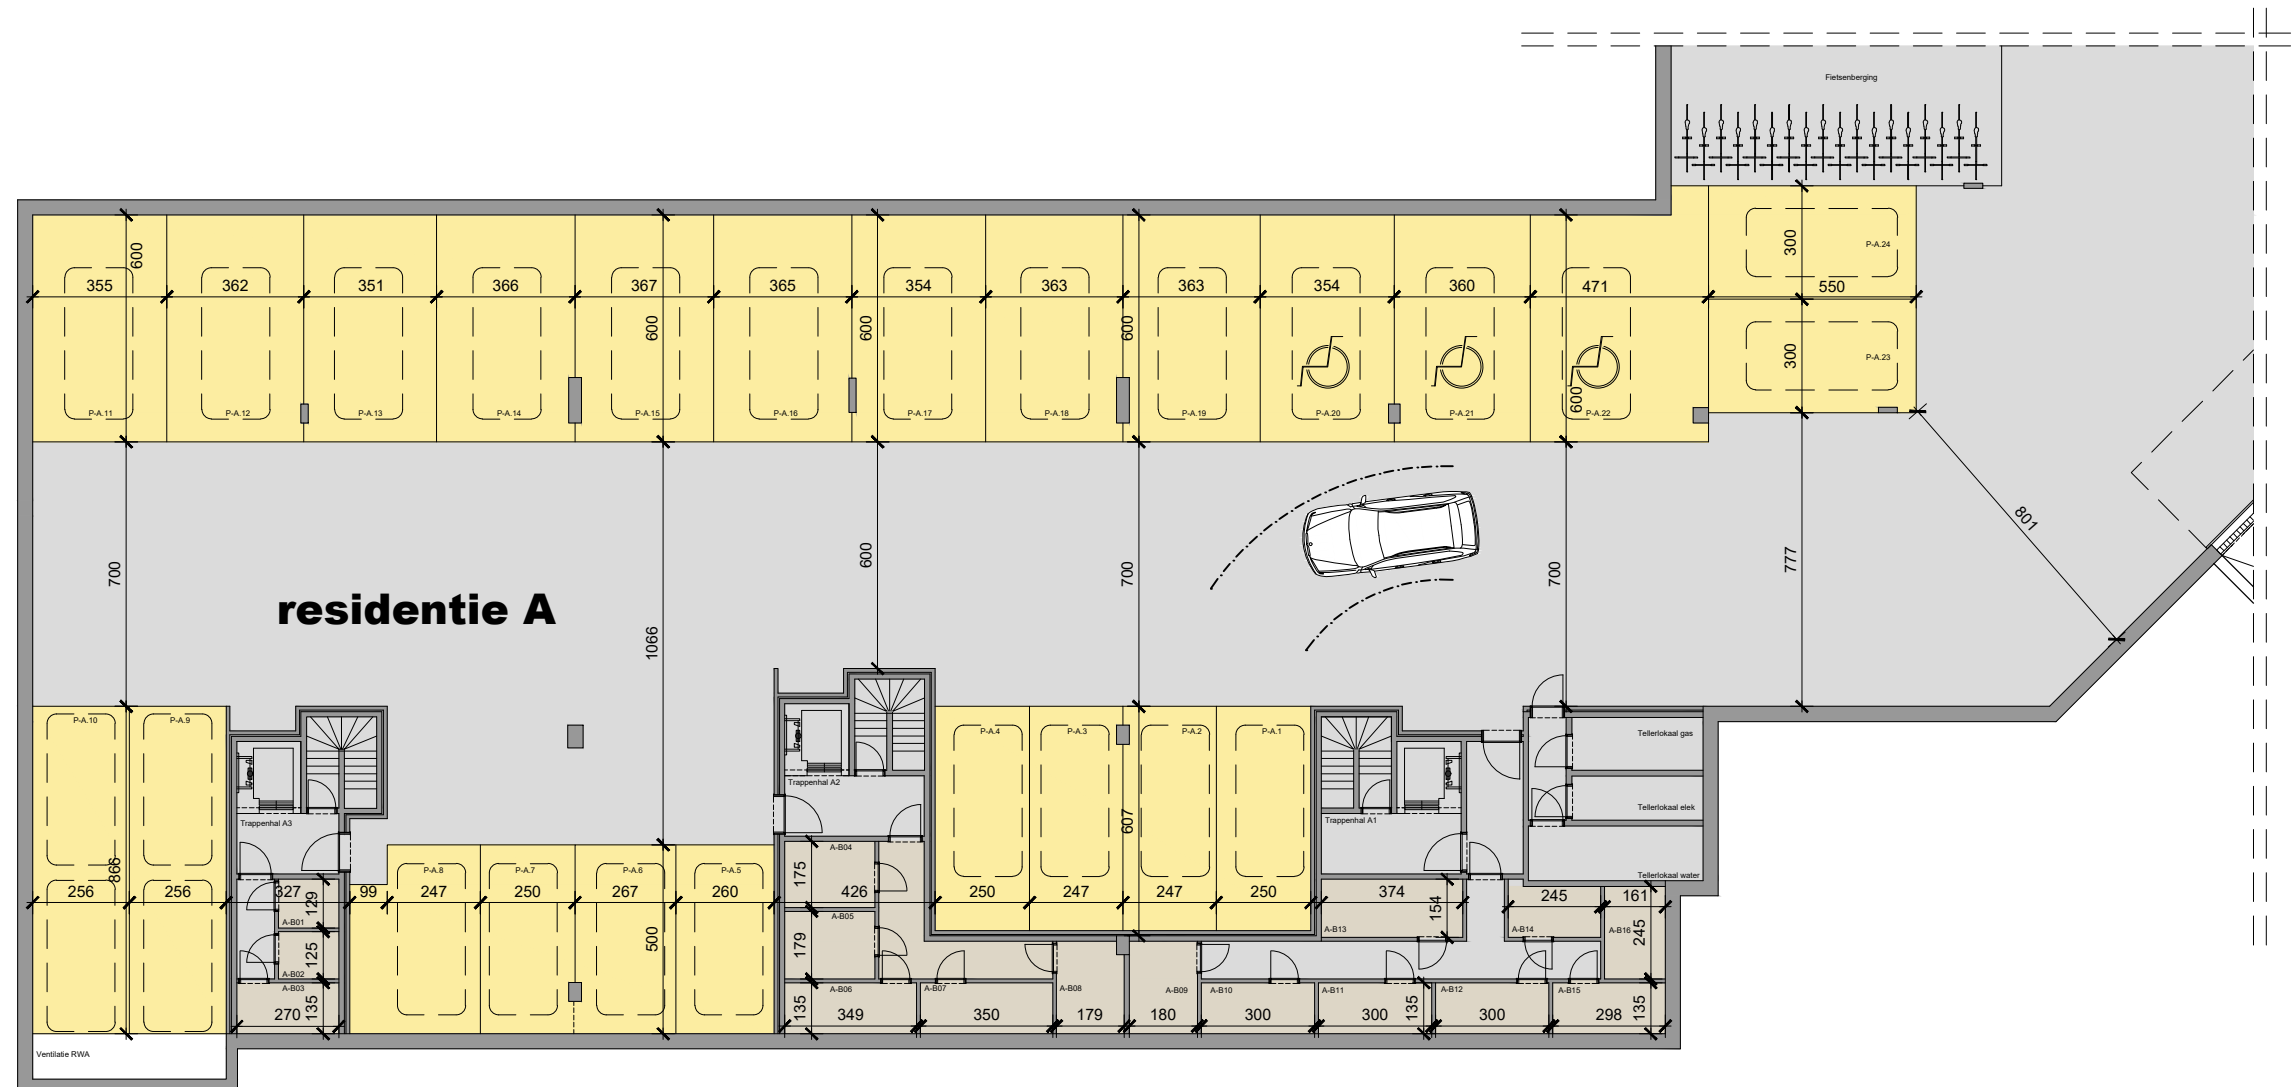 Fietsenberging
600
300
P-A.24
355
362
351
366
367
365
354
363
363
354
360
471
550
600
600
600
300
P-A.23
600
P-A.11
P-A.12
P-A.13
P-A.14
P-A.15
P-A.16
P-A.17
P-A.18
P-A.19
P-A.20
P-A.21
P-A.22
801
700
600
700
700
777
residentie A
1066
P-A.10
P-A.9
P-A.4
P-A.3
P-A.2
P-A.1
Tellerlokaal gas
Trappenhal A2
Tellerlokaal elek
Trappenhal A3
Trappenhal A1
607
A-B04
866
175
P-A.8
P-A.7
P-A.6
P-A.5
Tellerlokaal water
256
256
327
99
247
250
267
260
426
250
247
247
250
374
245
161
129
154
A-B01
A-B05
A-B13
A-B14
A-B16
245
125
500
179
A-B02
A-B03
A-B06
A-B07
A-B08
A-B09
A-B10
A-B11
A-B12
A-B15
135
135
135
135
270
349
350
179
180
300
300
300
298
Ventilatie RWA